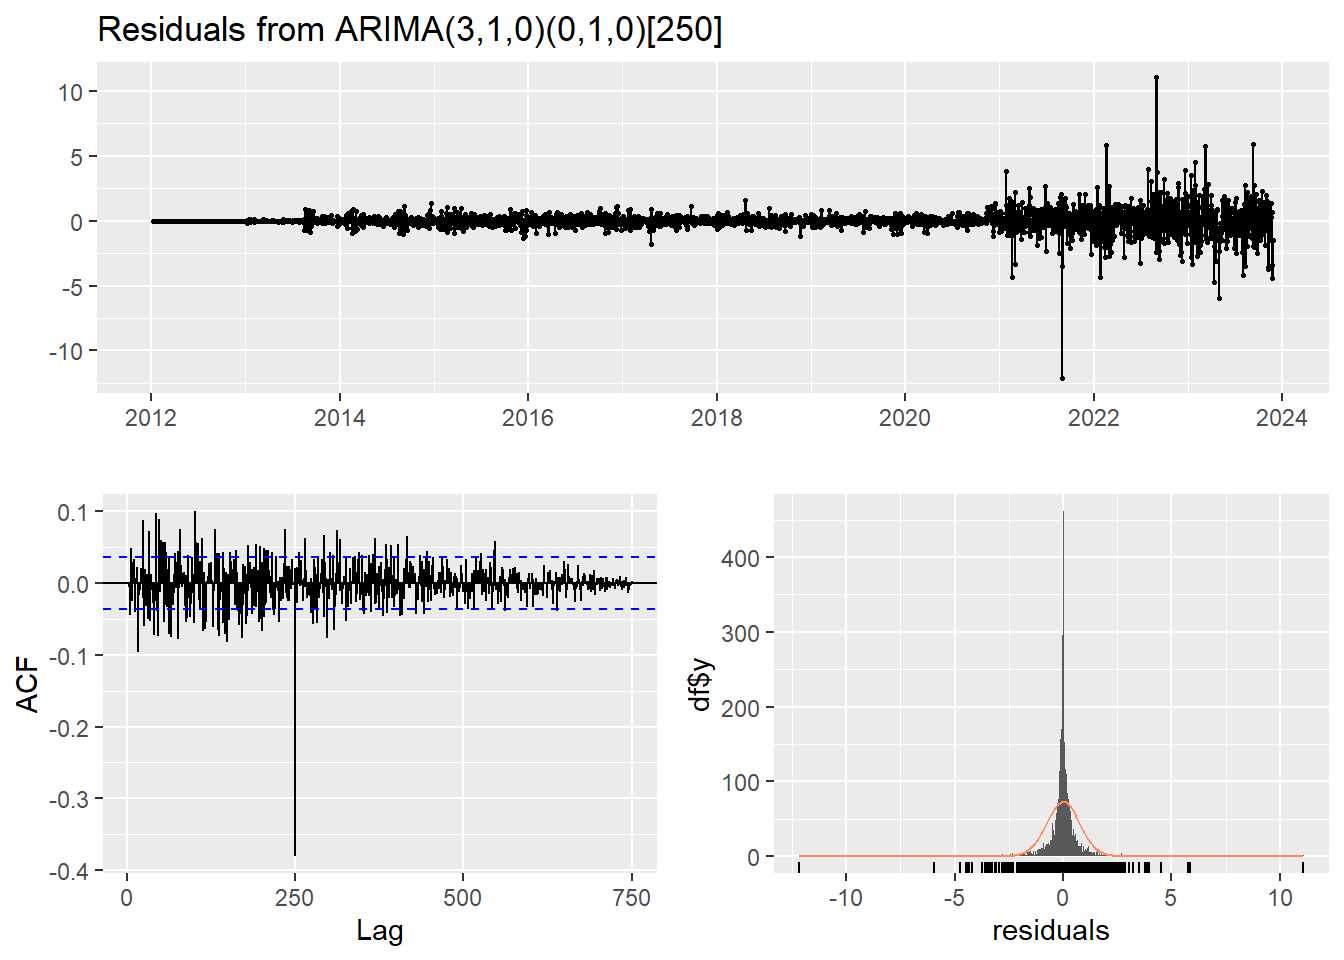 Residuals from ARIMA(3,1,0)(0,1,0)[250]
10
5
0
-5
-10
2012 2014 2016 2018 2020 2022 2024
ACF
0.1
0.0
-0.1
-0.2
-0.3
-0.4
0 250 500 750
Lag
df$y
400
300
200
100
0
-10 -5 0 5 10
residuals